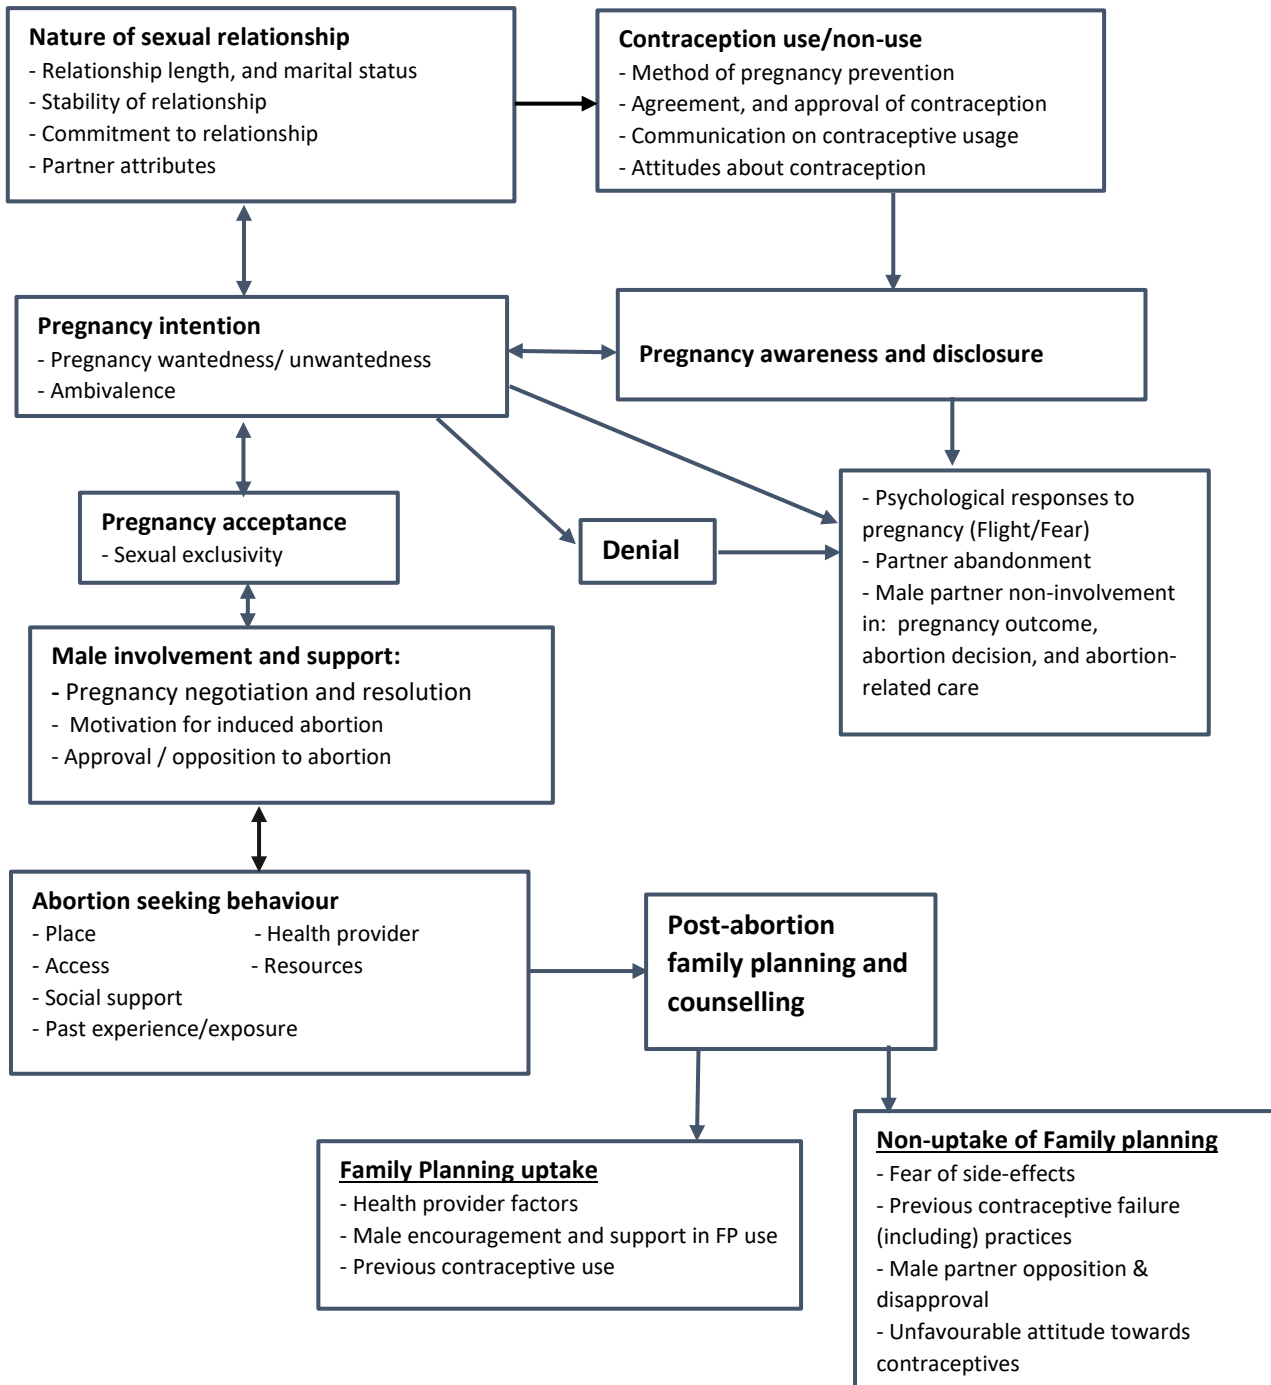 Nature of sexual relationship
- Relationship length, and marital status
- Stability of relationship
- Commitment to relationship
- Partner attributes
Contraception use/non-use
- Method of pregnancy prevention
- Agreement, and approval of contraception
- Communication on contraceptive usage
- Attitudes about contraception
Pregnancy intention
- Pregnancy wantedness/ unwantedness
- Ambivalence
Pregnancy awareness and disclosure
Pregnancy acceptance
- Sexual exclusivity
Denial
- Psychological responses to
pregnancy (Flight/Fear)
- Partner abandonment
- Male partner non-involvement
in:  pregnancy outcome,
abortion decision, and abortion-
related care
Male involvement and support:
- Pregnancy negotiation and resolution
-  Motivation for induced abortion
- Approval / opposition to abortion
Abortion seeking behaviour
- Place - Health provider
- Access - Resources
- Social support
- Past experience/exposure
Post-abortion
family planning and
counselling
Family Planning uptake
- Health provider factors
- Male encouragement and support in FP use
- Previous contraceptive use
Non-uptake of Family planning
- Fear of side-effects
- Previous contraceptive failure
(including) practices
- Male partner opposition &
disapproval
- Unfavourable attitude towards
contraceptives